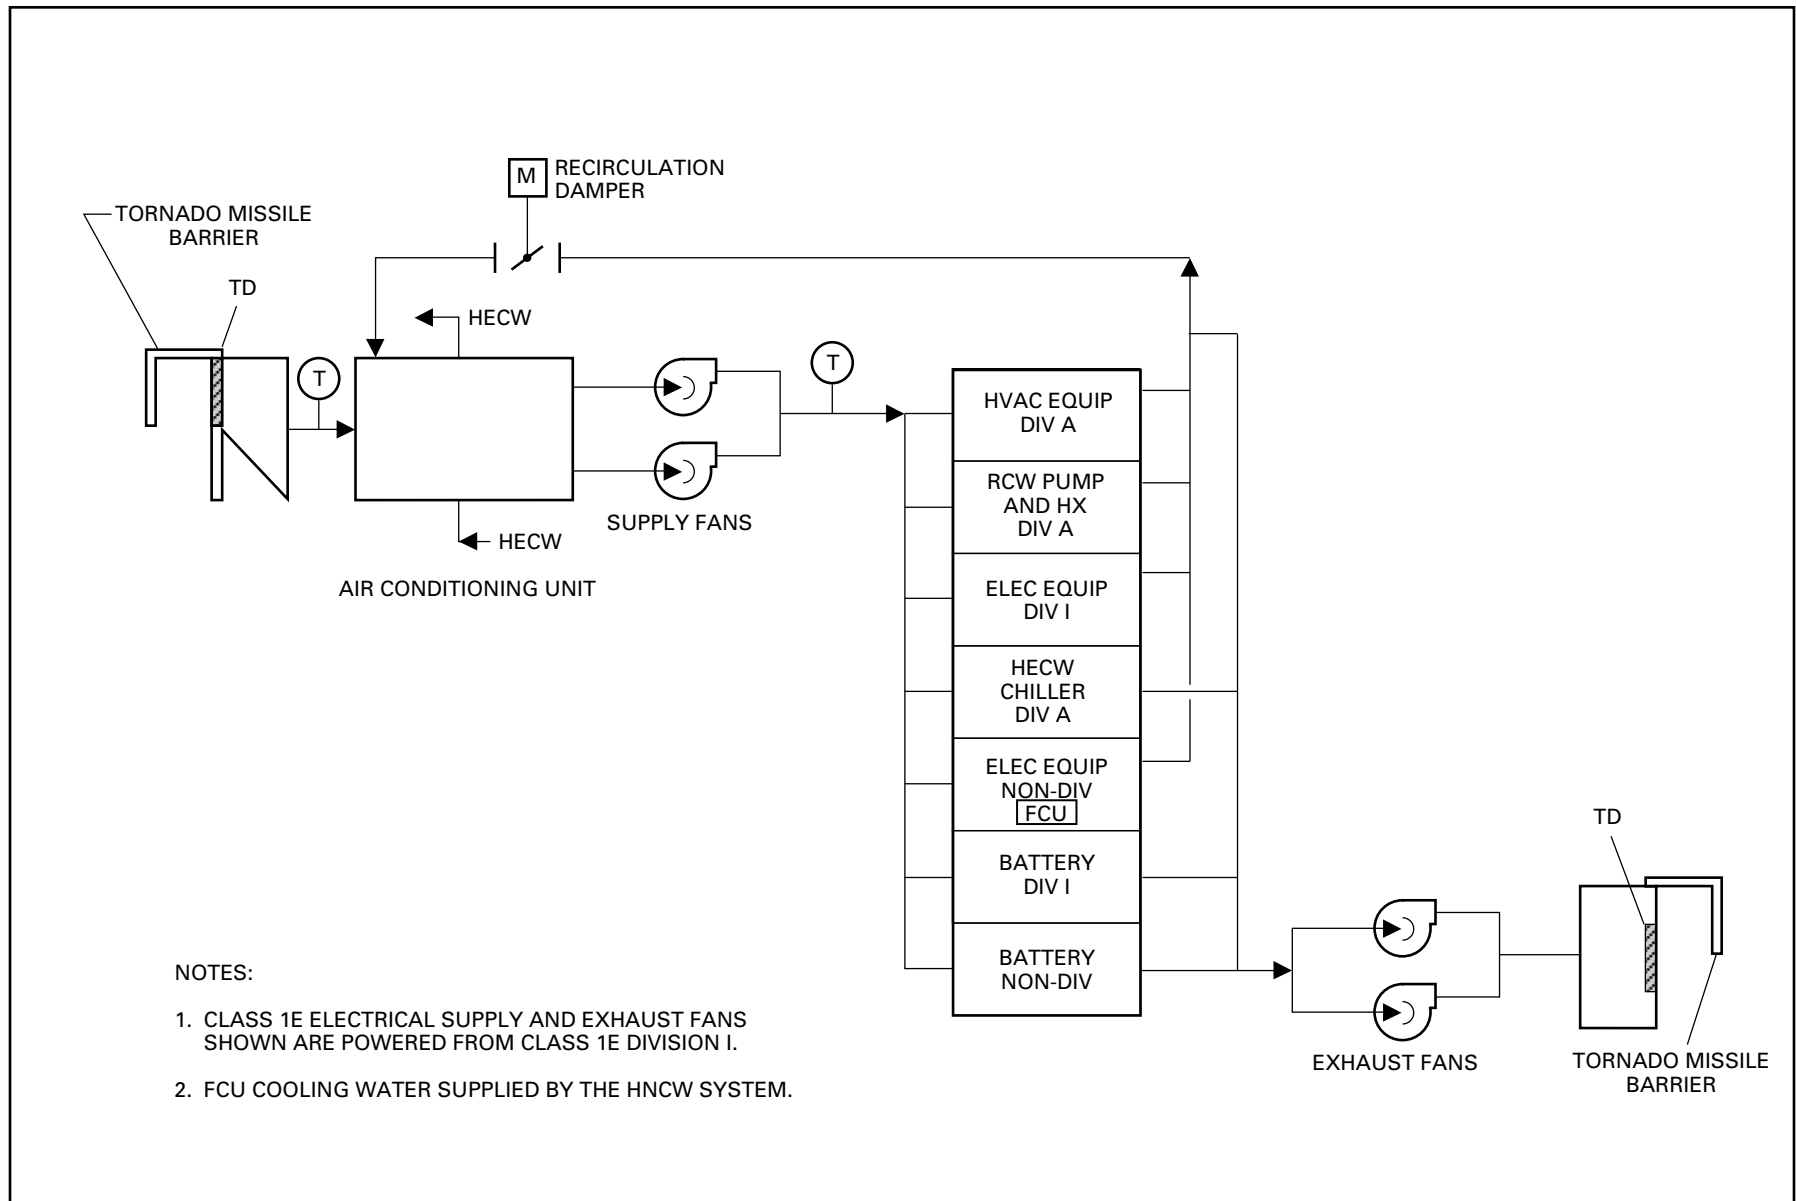 M
RECIRCULATION
DAMPER
TORNADO MISSILE
BARRIER
TD
HECW
T
T
HECW
SUPPLY FANS
AIR CONDITIONING UNIT
HVAC EQUIP
DIV A
RCW PUMP
AND HX
DIV A
ELEC EQUIP
DIV I
HECW
CHILLER
DIV A
ELEC EQUIP
NON-DIV
FCU
BATTERY
DIV I
BATTERY
NON-DIV
TD
EXHAUST FANS
TORNADO MISSILE
BARRIER
NOTES:
1. CLASS 1E ELECTRICAL SUPPLY AND EXHAUST FANS
SHOWN ARE POWERED FROM CLASS 1E DIVISION I.
2. FCU COOLING WATER SUPPLIED BY THE HNCW SYSTEM.